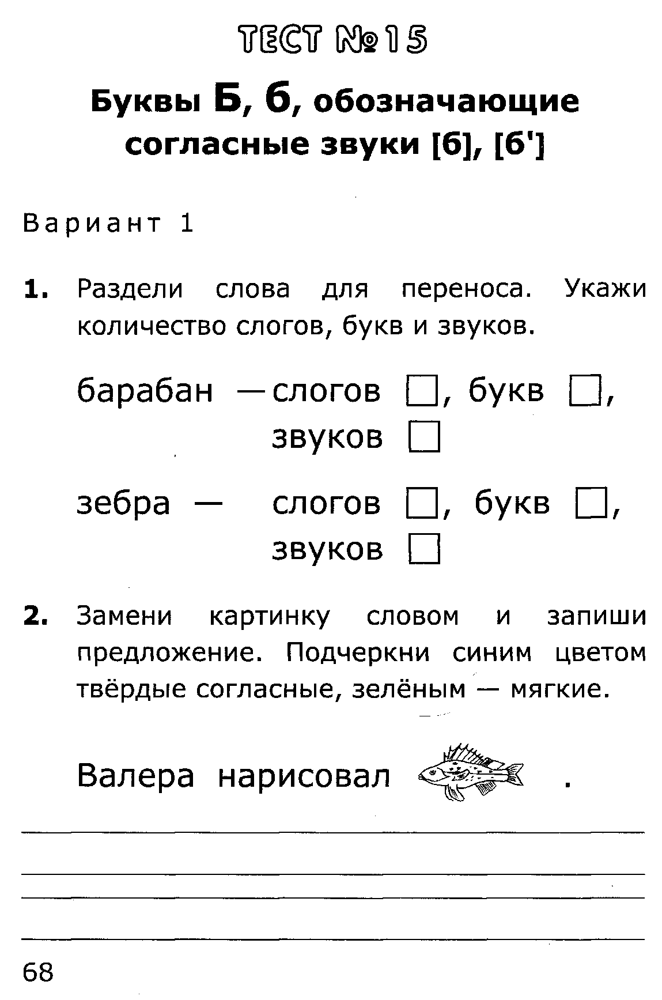 ТЕСТ №15
Буквы Б, б, обозначающие
согласные звуки [б], [б']
Вариант 1
1. Раздели слова для переноса. Укажи
количество слогов, букв и звуков.
барабан — слогов □, букв □,
звуков □
зебра — слогов □, букв □,
звуков □
2. Замени картинку словом и запиши
предложение. Подчеркни синим цветом
твёрдые согласные, зелёным — мягкие.
Валера нарисовал .
68